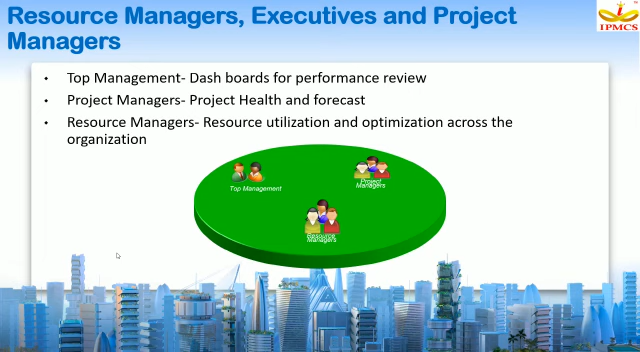 Resource Managers, Executives and Project
Managers
IPMCS
• Top Management- Dash boards for performance review
• Project Managers- Project Health and forecast
• Resource Managers- Resource utilization and optimization across the
organization
Top Management
Project
Managers
Resource
Managers